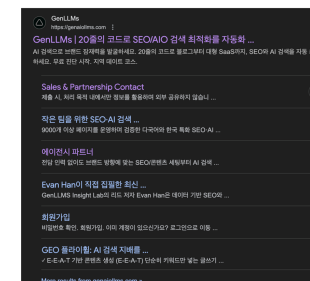 GenLLMs
https://genaiollms.com
GenLLMs | 20줄의 코드로 SEO/AIO 검색 최적화를 자동화 ...
AI 검색으로 브랜드 잠재력을 발굴하세요. 20줄의 코드로 블로그부터 대형 SaaS까지, SEO와 AI 검색을 자동
하세요. 무료 진단 시작. 지역 데이트 코스.
Sales & Partnership Contact
제출 시, 처리 목적 내에서만 정보를 활용하며 외부 공유하지 않습니 ...
작은 팀을 위한 SEO·AI 검색 ...
9000개 이상 페이지를 운영하며 검증한 다국어와 한국 특화 SEO·AI ...
에이전시 파트너
전담 인력 없이도 브랜드 방향에 맞는 SEO/콘텐츠 세팅부터 AI 검색 ...
Evan Han이 직접 집필한 최신 ...
GenLLMS Insight Lab의 리드 저자 Evan Han은 데이터 기반 SEO와 ...
회원가입
비밀번호 확인. 회원가입. 이미 계정이 있으신가요? 로그인으로 이동 ...
GEO 플라이휠: AI 검색 지배를 ...
✓ E-E-A-T 기반 콘텐츠 생성 (E-E-A-T) 단순히 키워드만 넣는 글쓰기 ...
More results from genaiollms.com »